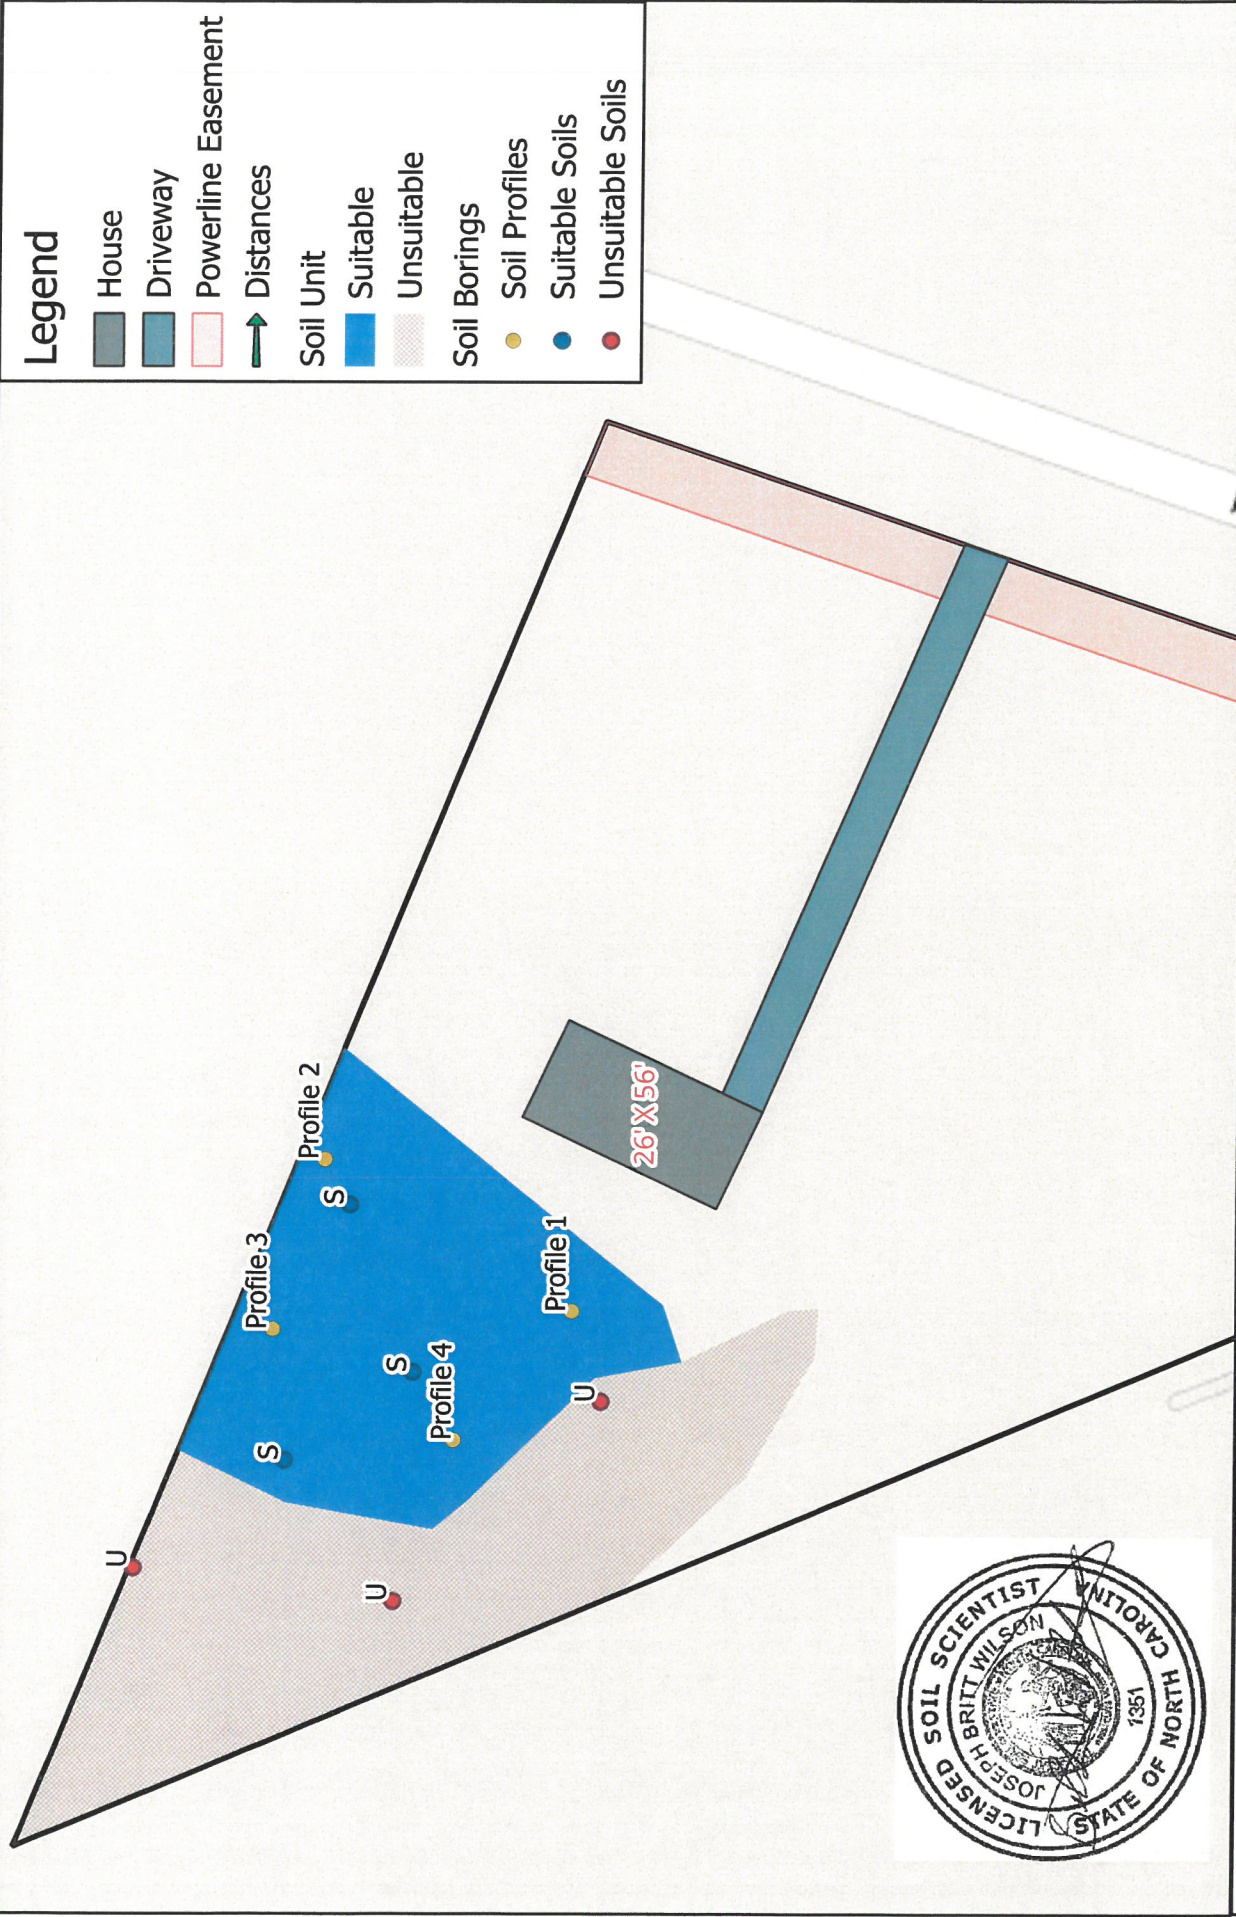 Legend
House
Driveway
Powerline Easement
Distances
Soil Unit
Suitable
Unsuitable
Soil Borings
Soil Profiles
Suitable Soils
Unsuitable Soils
U
U
S
Profile 3
S
Profile 4
S
Profile 2
U
Profile 1
26' X 56'
LICENSED SOIL SCIENTIST
JOSEPH BRITT WILSON
1351
STATE OF NORTH CAROLINA